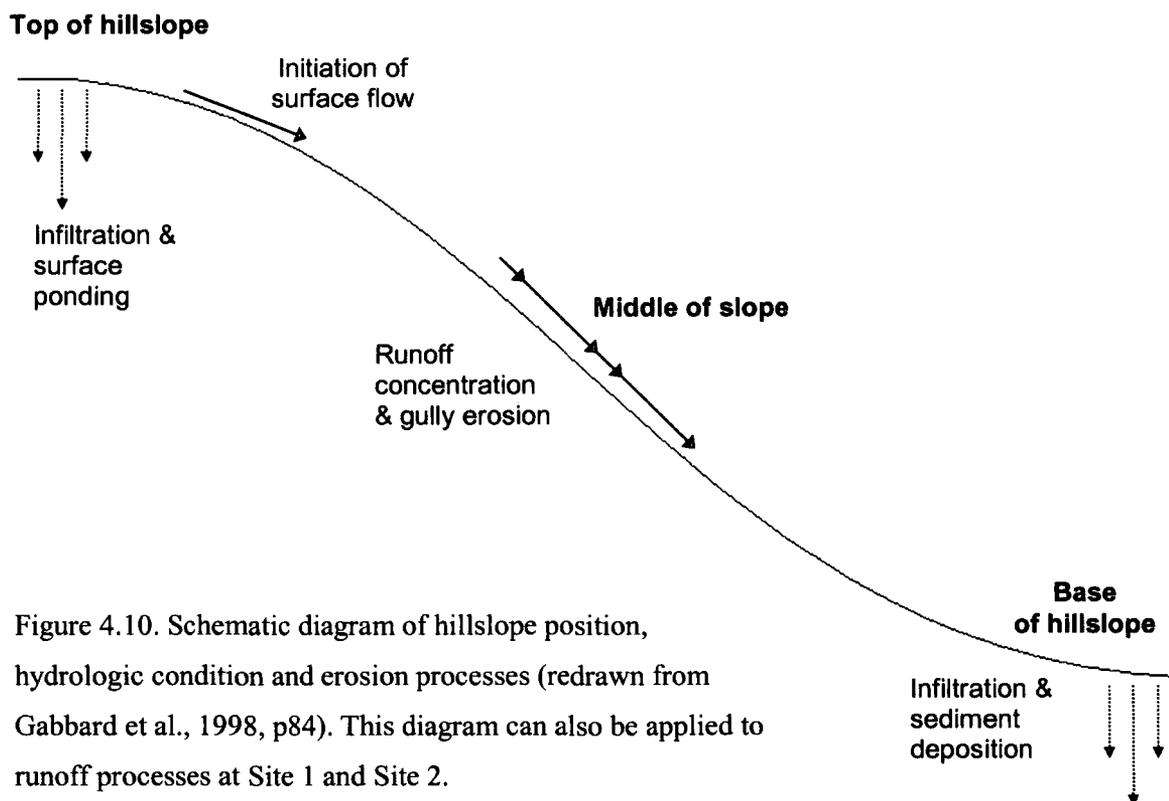 Top of hillslope
Initiation of
surface flow
Infiltration &
surface
ponding
Middle of slope
Runoff
concentration
& gully erosion
Base
of hillslope
Infiltration &
sediment
deposition
Figure 4.10. Schematic diagram of hillslope position,
hydrologic condition and erosion processes (redrawn from
Gabbard et al., 1998, p84). This diagram can also be applied to
runoff processes at Site 1 and Site 2.